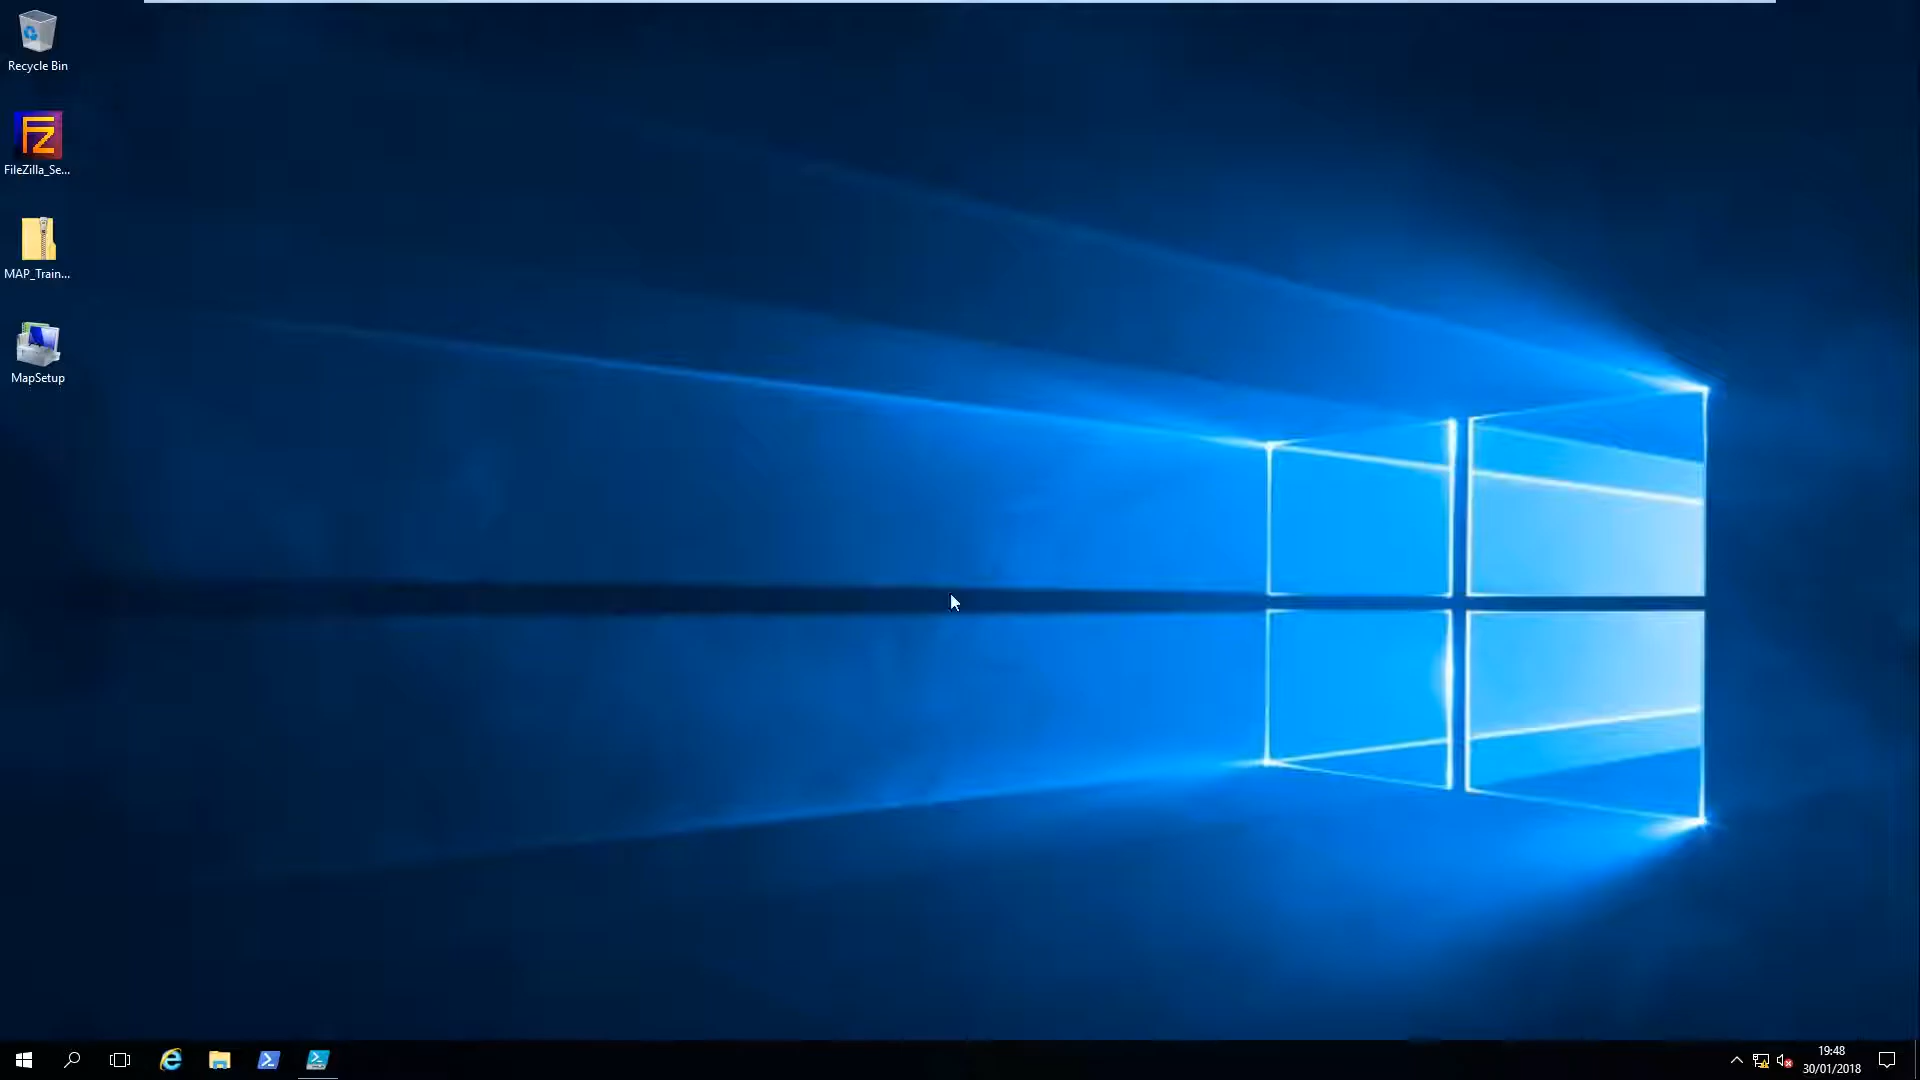 Recycle Bin
FileZilla_Se...
MAP_Train...
MapSetup
19:48
30/01/2018